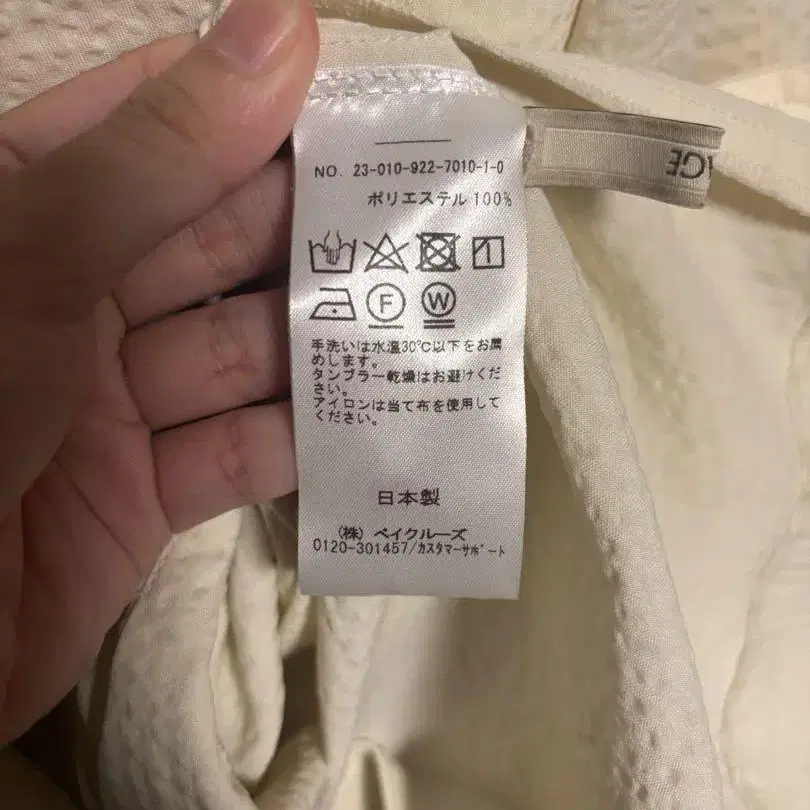 NO. 23-010-922-7010-1-0
ポリエステル 100%
F W
手洗いは水温30℃以下をお薦
めします。
タンブラー乾燥はお避けくだ
さい。
アイロンは当て布を使用して
ください。
日本製
(株) ベイクルーズ
0120-301457/カスタマーサポート
AGE